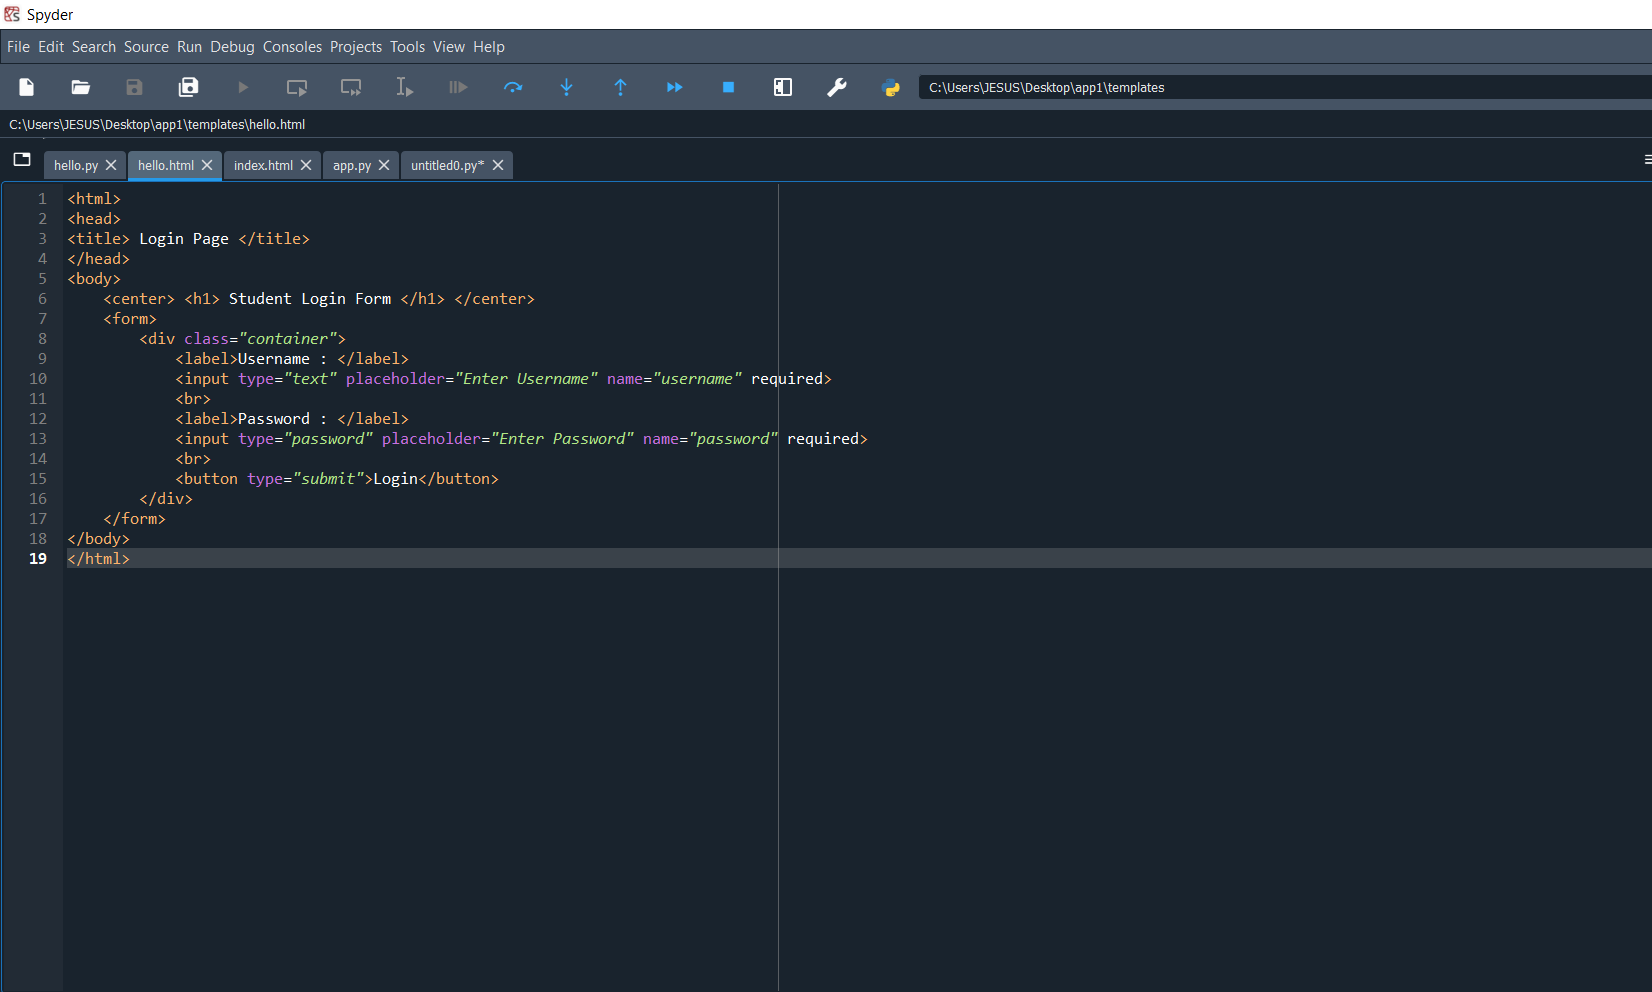 Spyder
File Edit Search Source Run Debug Consoles Projects Tools View Help
C:\Users\JESUS\Desktop\app1\templates
C:\Users\JESUS\Desktop\app1\templates\hello.html
hello.py hello.html index.html app.py untitled0.py*
1 <html>
2 <head>
3 <title> Login Page </title>
4 </head>
5 <body>
6     <center> <h1> Student Login Form </h1> </center>
7     <form>
8         <div class="container">
9             <label>Username : </label>
10             <input type="text" placeholder="Enter Username" name="username" required>
11             <br>
12             <label>Password : </label>
13             <input type="password" placeholder="Enter Password" name="password" required>
14             <br>
15             <button type="submit">Login</button>
16         </div>
17     </form>
18 </body>
19 </html>